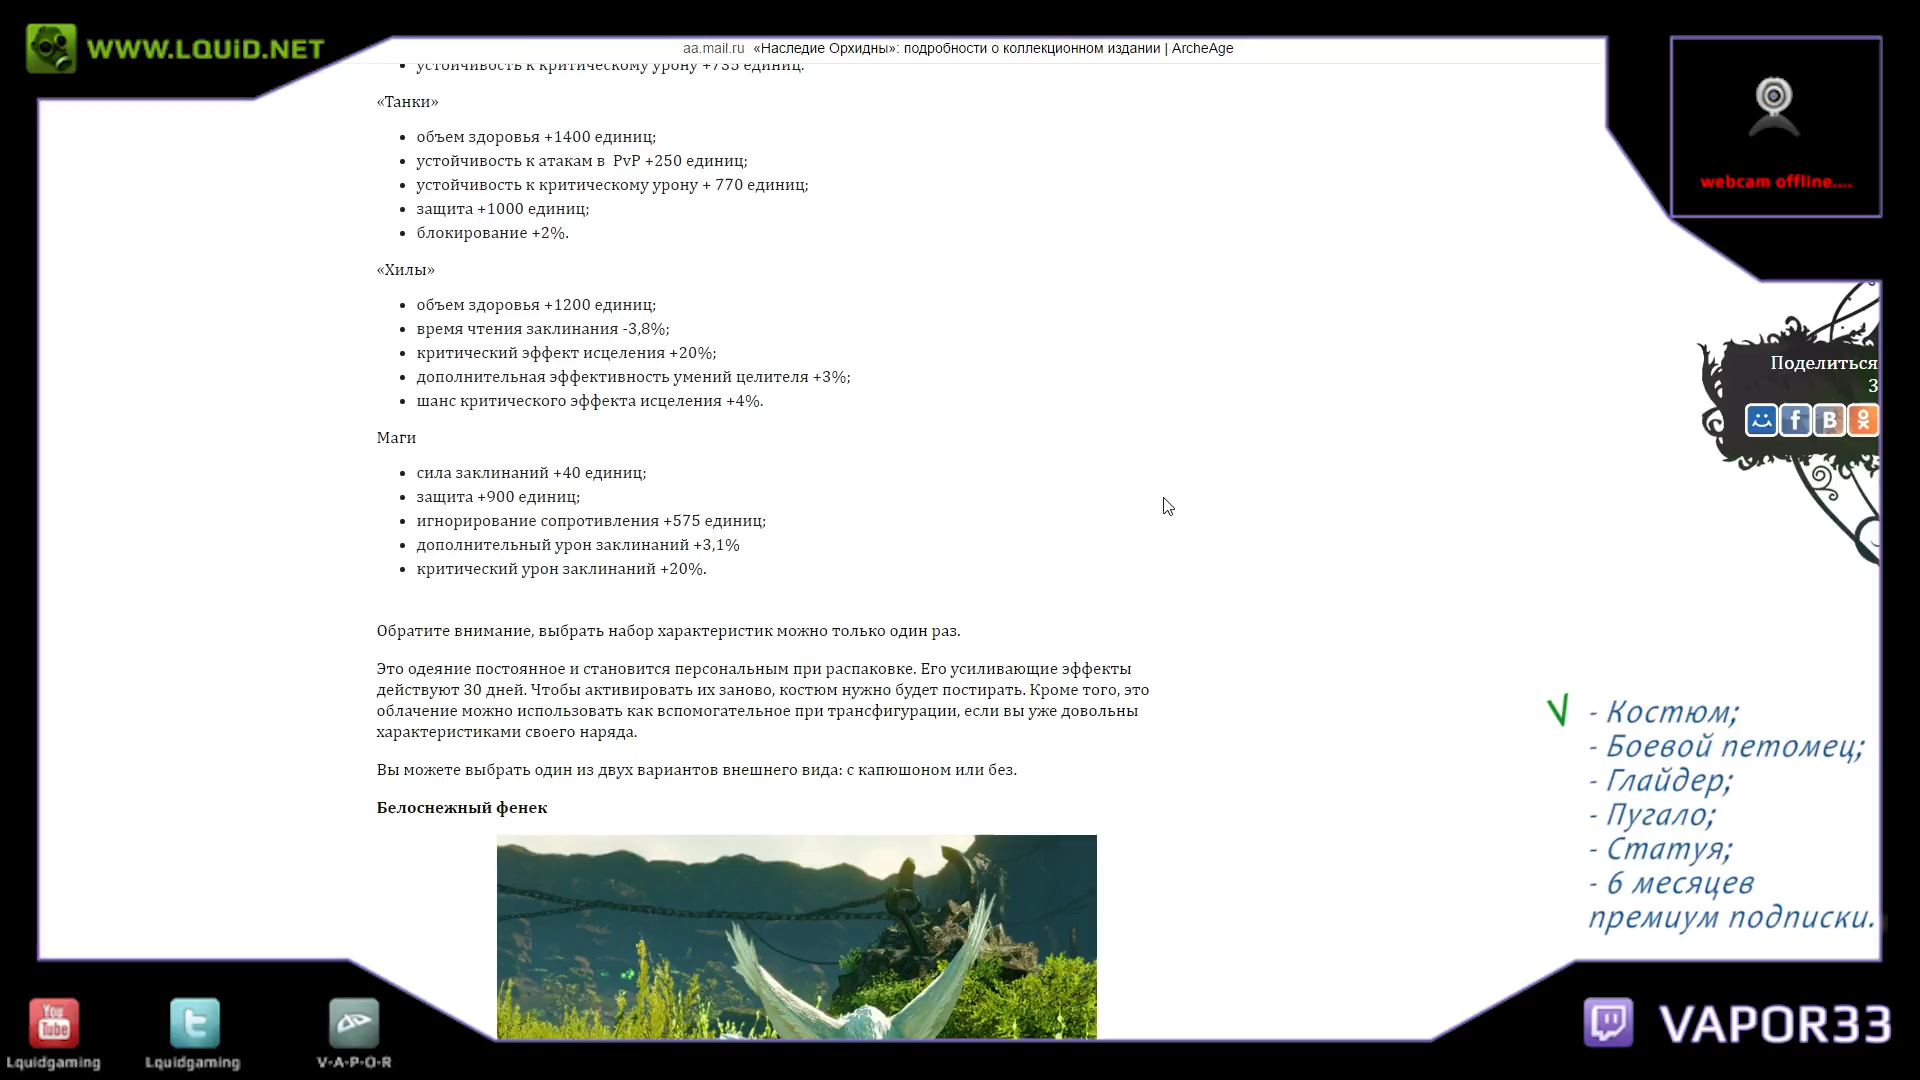 WWW.LQUiD.NET
aa.mail.ru «Наследие Орхидны»: подробности о коллекционном издании | ArcheAge
устойчивость к критическому урону +735 единиц.
«Танки»
объем здоровья +1400 единиц;
устойчивость к атакам в PvP +250 единиц;
устойчивость к критическому урону + 770 единиц;
защита +1000 единиц;
блокирование +2%.
«Хилы»
объем здоровья +1200 единиц;
время чтения заклинания -3,8%;
критический эффект исцеления +20%;
дополнительная эффективность умений целителя +3%;
шанс критического эффекта исцеления +4%.
Маги
сила заклинаний +40 единиц;
защита +900 единиц;
игнорирование сопротивления +575 единиц;
дополнительный урон заклинаний +3,1%
критический урон заклинаний +20%.
Обратите внимание, выбрать набор характеристик можно только один раз.
Это одеяние постоянное и становится персональным при распаковке. Его усиливающие эффекты
действуют 30 дней. Чтобы активировать их заново, костюм нужно будет постирать. Кроме того, это
облачение можно использовать как вспомогательное при трансфигурации, если вы уже довольны
характеристиками своего наряда.
Вы можете выбрать один из двух вариантов внешнего вида: с капюшоном или без.
Белоснежный фенек
webcam offline....
Поделиться
3
f B
- Костюм;
- Боевой петомец;
- Глайдер;
- Пугало;
- Статуя;
- 6 месяцев
премиум подписки.
You Tube
Lquidgaming
Lquidgaming
V-A-P-O-R
VAPOR33